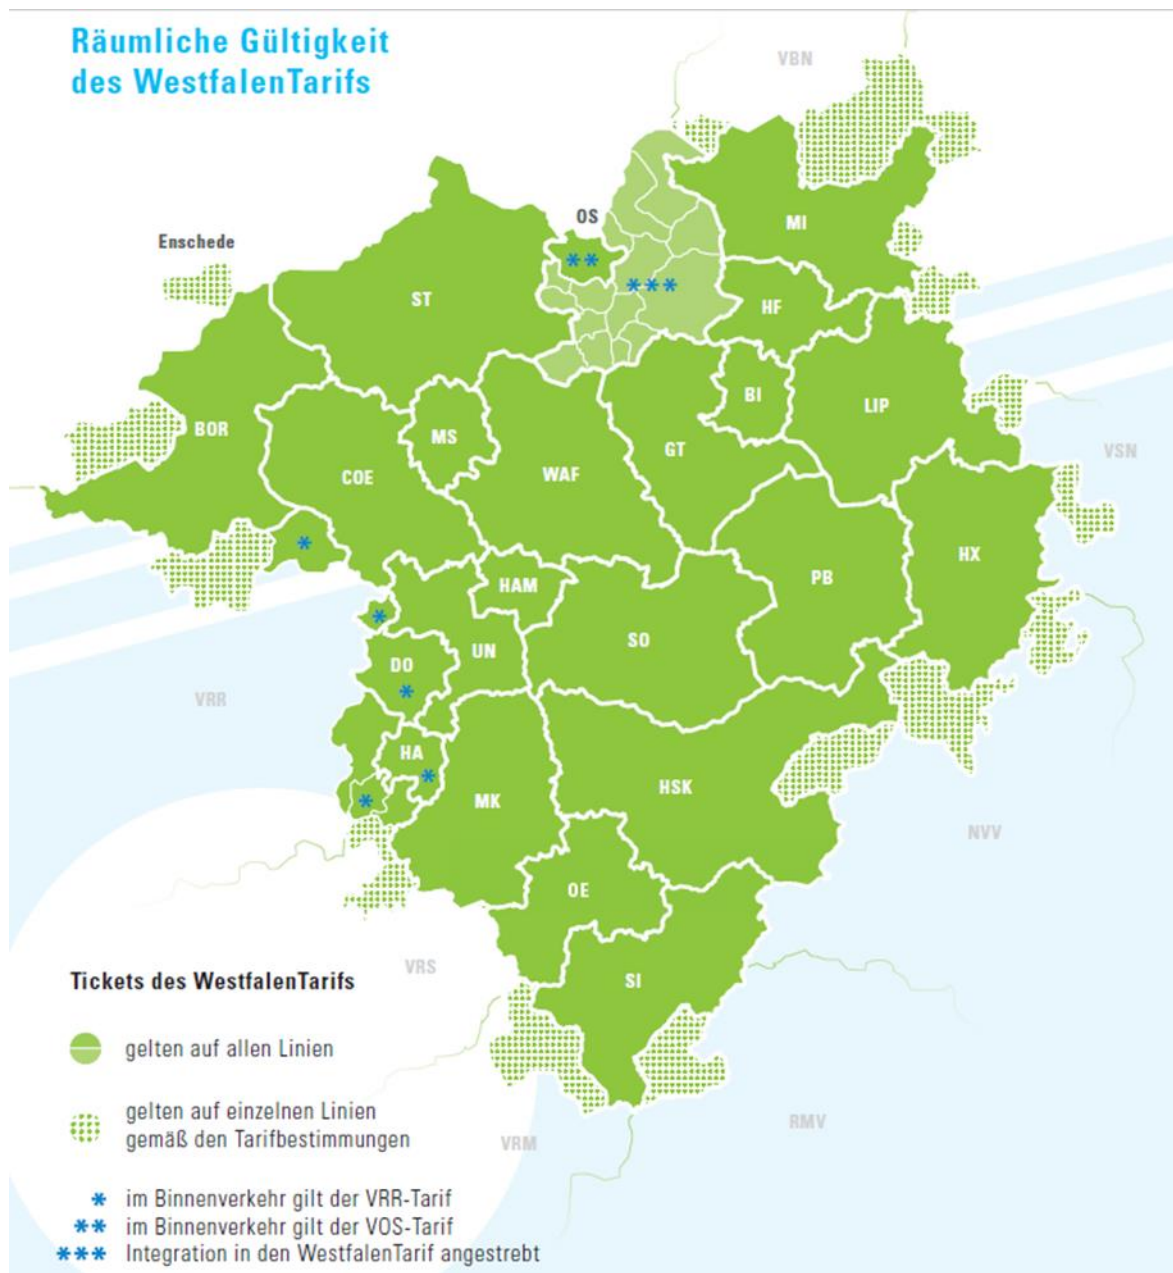 Räumliche Gültigkeit
des WestfalenTarifs
VBN
OS
**
MI
Enschede
***
ST
HF
BI
LIP
BOR
MS
GT
COE
WAF
VSN
*
HX
HAM
PB
*
SO
UN
DO
*
VRR
HA
*
HSK
*
MK
NVV
OE
VRS
SI
Tickets des WestfalenTarifs
gelten auf allen Linien
gelten auf einzelnen Linien
gemäß den Tarifbestimmungen
RMV
VRM
* im Binnenverkehr gilt der VRR-Tarif
** im Binnenverkehr gilt der VOS-Tarif
*** Integration in den WestfalenTarif angestrebt